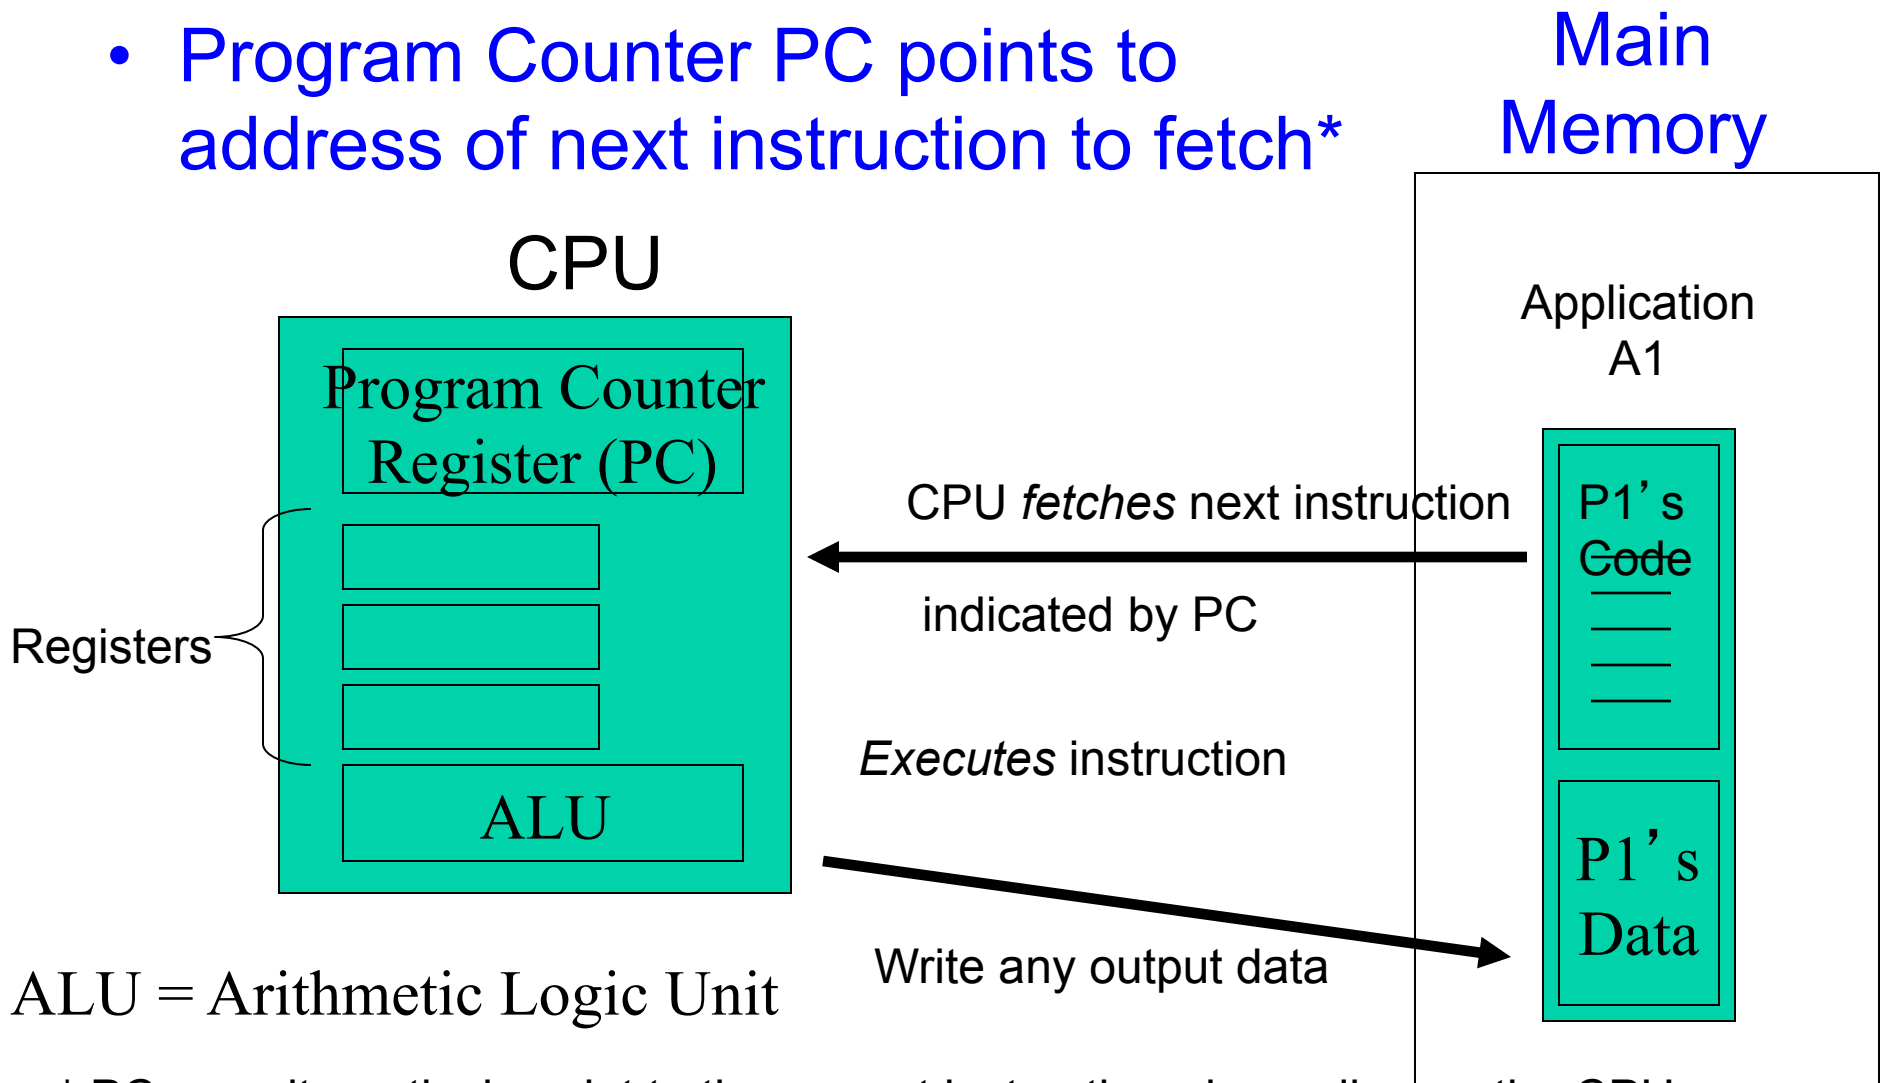 • Program Counter PC points to
address of next instruction to fetch*
Main
Memory
CPU
Program Counter
Register (PC)
Registers
ALU
CPU fetches next instruction
indicated by PC
Executes instruction
Write any output data
Application
A1
P1’s
Code
P1’s
Data
ALU = Arithmetic Logic Unit